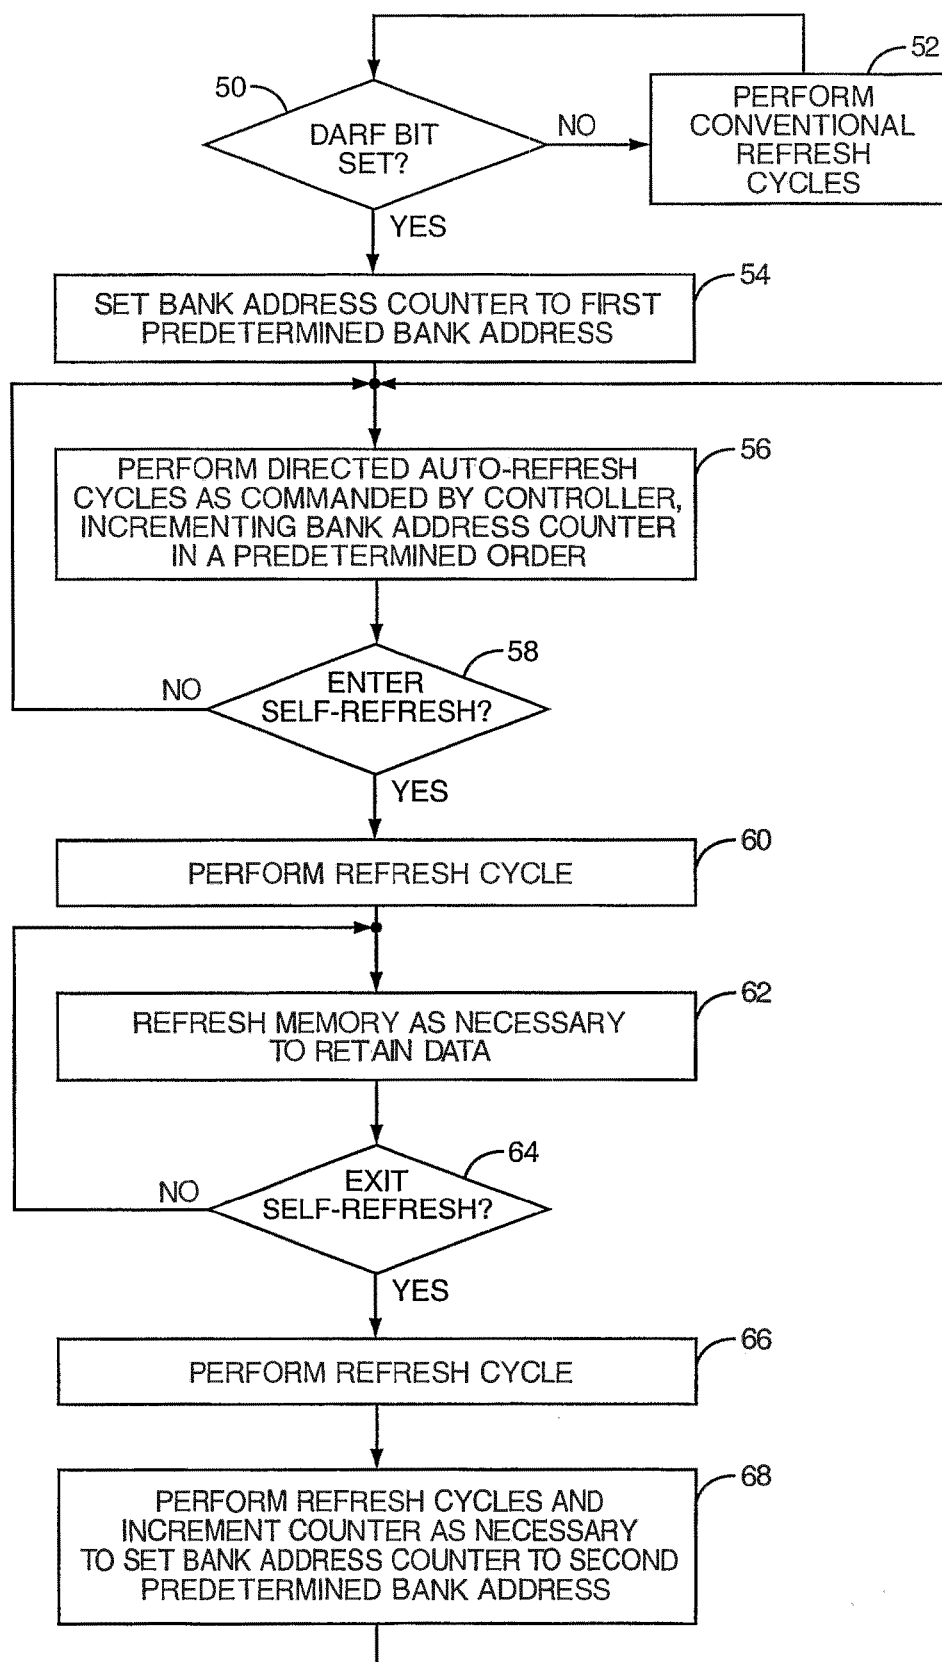 52
50
PERFORM
CONVENTIONAL
REFRESH
CYCLES
DARF BIT
SET?
NO
YES
54
SET BANK ADDRESS COUNTER TO FIRST
PREDETERMINED BANK ADDRESS
56
PERFORM DIRECTED AUTO-REFRESH
CYCLES AS COMMANDED BY CONTROLLER,
INCREMENTING BANK ADDRESS COUNTER
IN A PREDETERMINED ORDER
58
ENTER
SELF-REFRESH?
NO
YES
60
PERFORM REFRESH CYCLE
62
REFRESH MEMORY AS NECESSARY
TO RETAIN DATA
64
EXIT
SELF-REFRESH?
NO
YES
66
PERFORM REFRESH CYCLE
68
PERFORM REFRESH CYCLES AND
INCREMENT COUNTER AS NECESSARY
TO SET BANK ADDRESS COUNTER TO SECOND
PREDETERMINED BANK ADDRESS